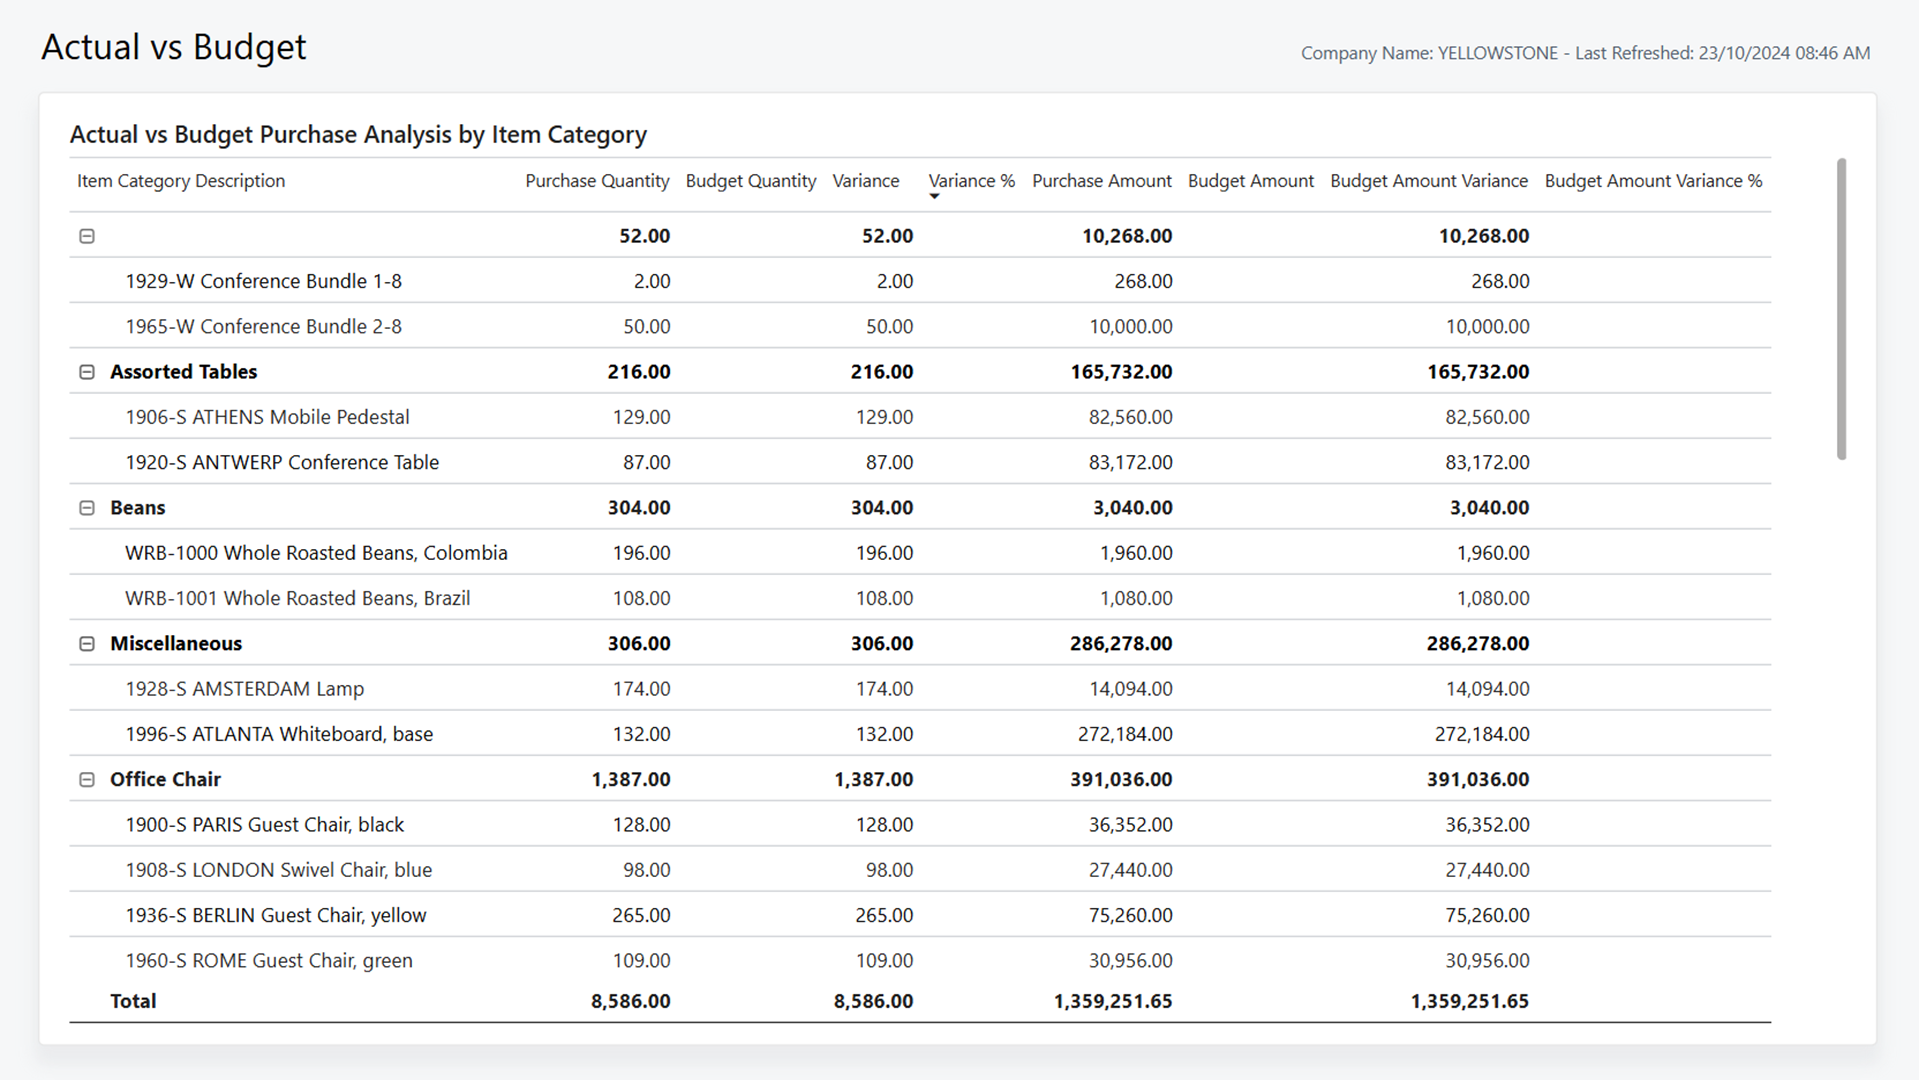 Actual vs Budget
Company Name: YELLOWSTONE - Last Refreshed: 23/10/2024 08:46 AM
Actual vs Budget Purchase Analysis by Item Category
Item Category Description Purchase Quantity Budget Quantity Variance Variance % Purchase Amount Budget Amount Budget Amount Variance Budget Amount Variance %
52.00 52.00 10,268.00 10,268.00
1929-W Conference Bundle 1-8 2.00 2.00 268.00 268.00
1965-W Conference Bundle 2-8 50.00 50.00 10,000.00 10,000.00
Assorted Tables 216.00 216.00 165,732.00 165,732.00
1906-S ATHENS Mobile Pedestal 129.00 129.00 82,560.00 82,560.00
1920-S ANTWERP Conference Table 87.00 87.00 83,172.00 83,172.00
Beans 304.00 304.00 3,040.00 3,040.00
WRB-1000 Whole Roasted Beans, Colombia 196.00 196.00 1,960.00 1,960.00
WRB-1001 Whole Roasted Beans, Brazil 108.00 108.00 1,080.00 1,080.00
Miscellaneous 306.00 306.00 286,278.00 286,278.00
1928-S AMSTERDAM Lamp 174.00 174.00 14,094.00 14,094.00
1996-S ATLANTA Whiteboard, base 132.00 132.00 272,184.00 272,184.00
Office Chair 1,387.00 1,387.00 391,036.00 391,036.00
1900-S PARIS Guest Chair, black 128.00 128.00 36,352.00 36,352.00
1908-S LONDON Swivel Chair, blue 98.00 98.00 27,440.00 27,440.00
1936-S BERLIN Guest Chair, yellow 265.00 265.00 75,260.00 75,260.00
1960-S ROME Guest Chair, green 109.00 109.00 30,956.00 30,956.00
Total 8,586.00 8,586.00 1,359,251.65 1,359,251.65